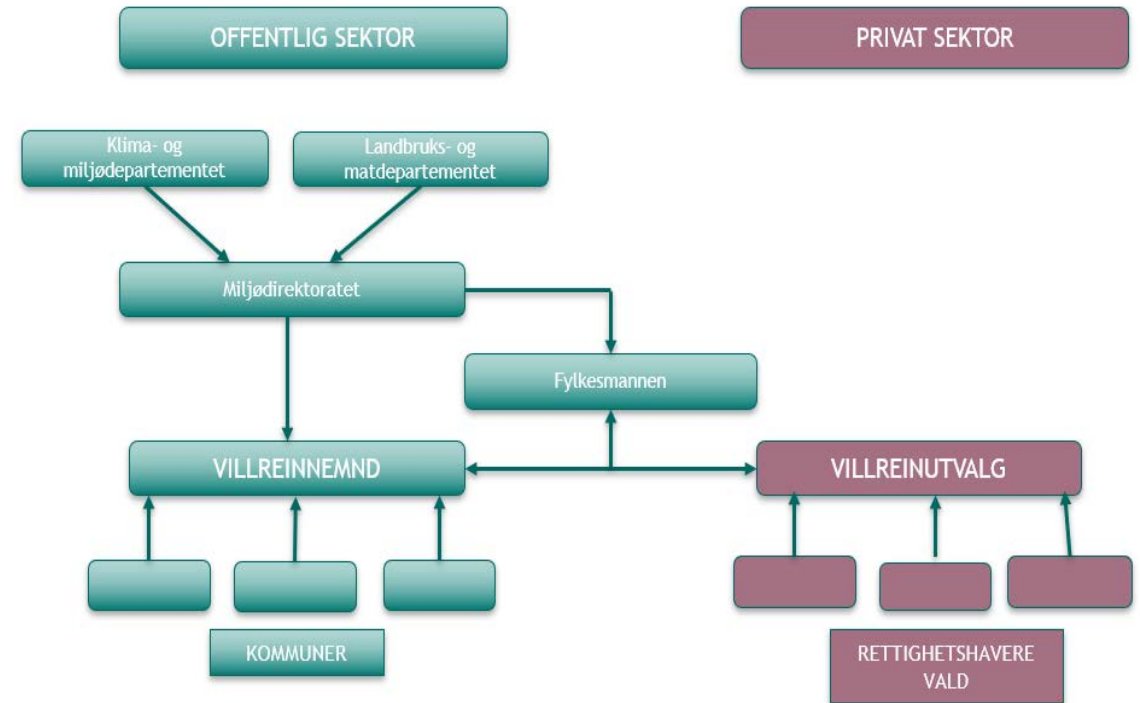 OFFENTLIG SEKTOR
PRIVAT SEKTOR
Klima- og
miljødepartementet
Landbruks- og
matdepartementet
Miljødirektoratet
Fylkesmannen
VILLREINNEMND
VILLREINUTVALG
KOMMUNER
RETTIGHETSHAVERE
VALD